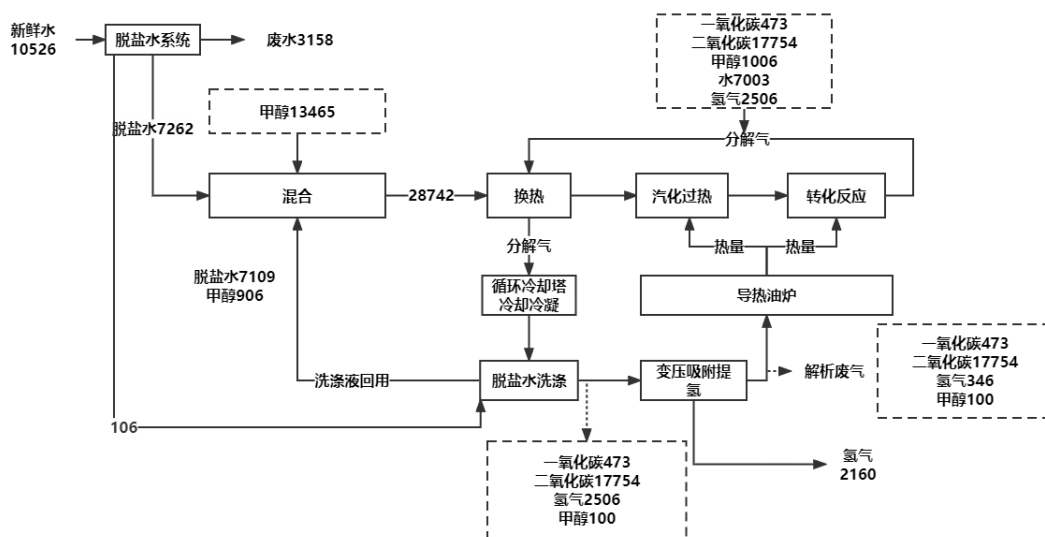 新鲜水
10526
脱盐水系统
废水3158
一氧化碳473
二氧化碳17754
甲醇1006
水7003
氢气2506
甲醇13465
脱盐水7262
分解气
混合
28742
换热
汽化过热
转化反应
分解气
热量
热量
脱盐水7109
甲醇906
循环冷却塔
冷却冷凝
导热油炉
一氧化碳473
二氧化碳17754
氢气346
甲醇100
洗涤液回用
脱盐水洗涤
变压吸附提
氢
解析废气
106
一氧化碳473
二氧化碳17754
氢气2506
甲醇100
氢气
2160